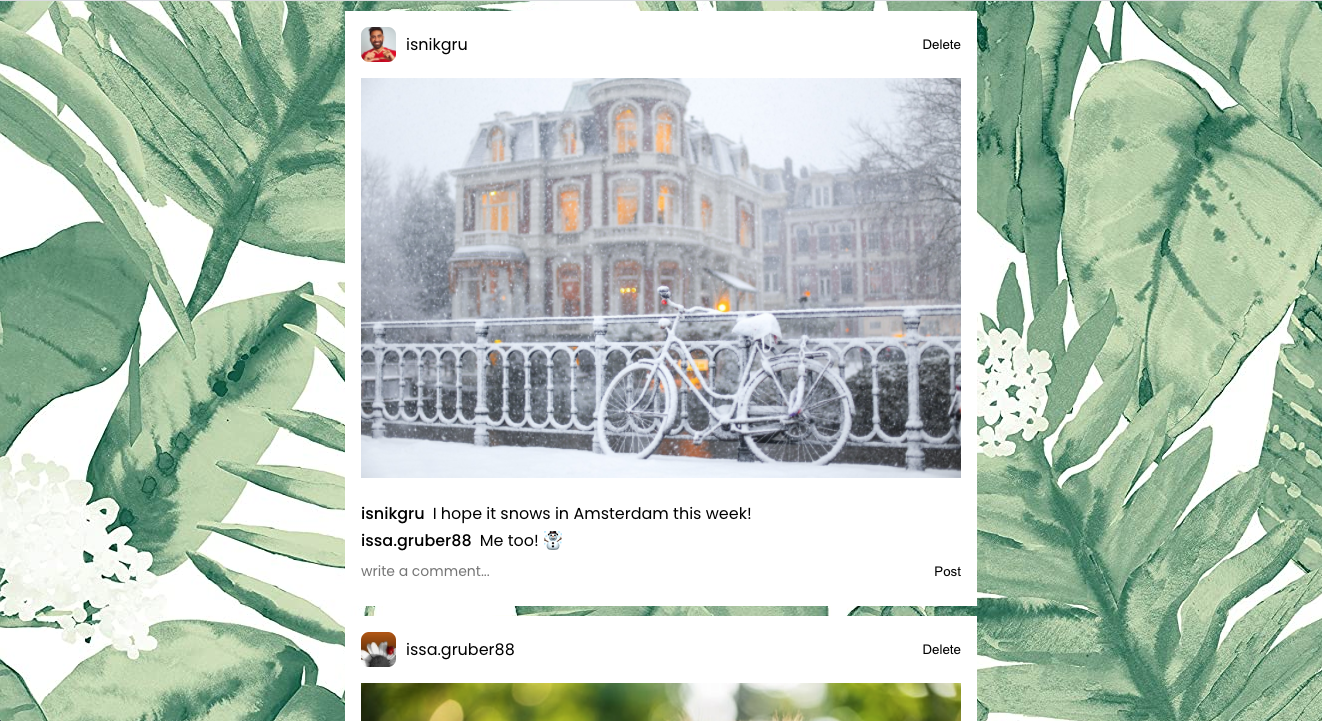 isnikgru Delete
isnikgru I hope it snows in Amsterdam this week!
issa.gruber88 Me too! ☃️
write a comment...
Post
issa.gruber88 Delete